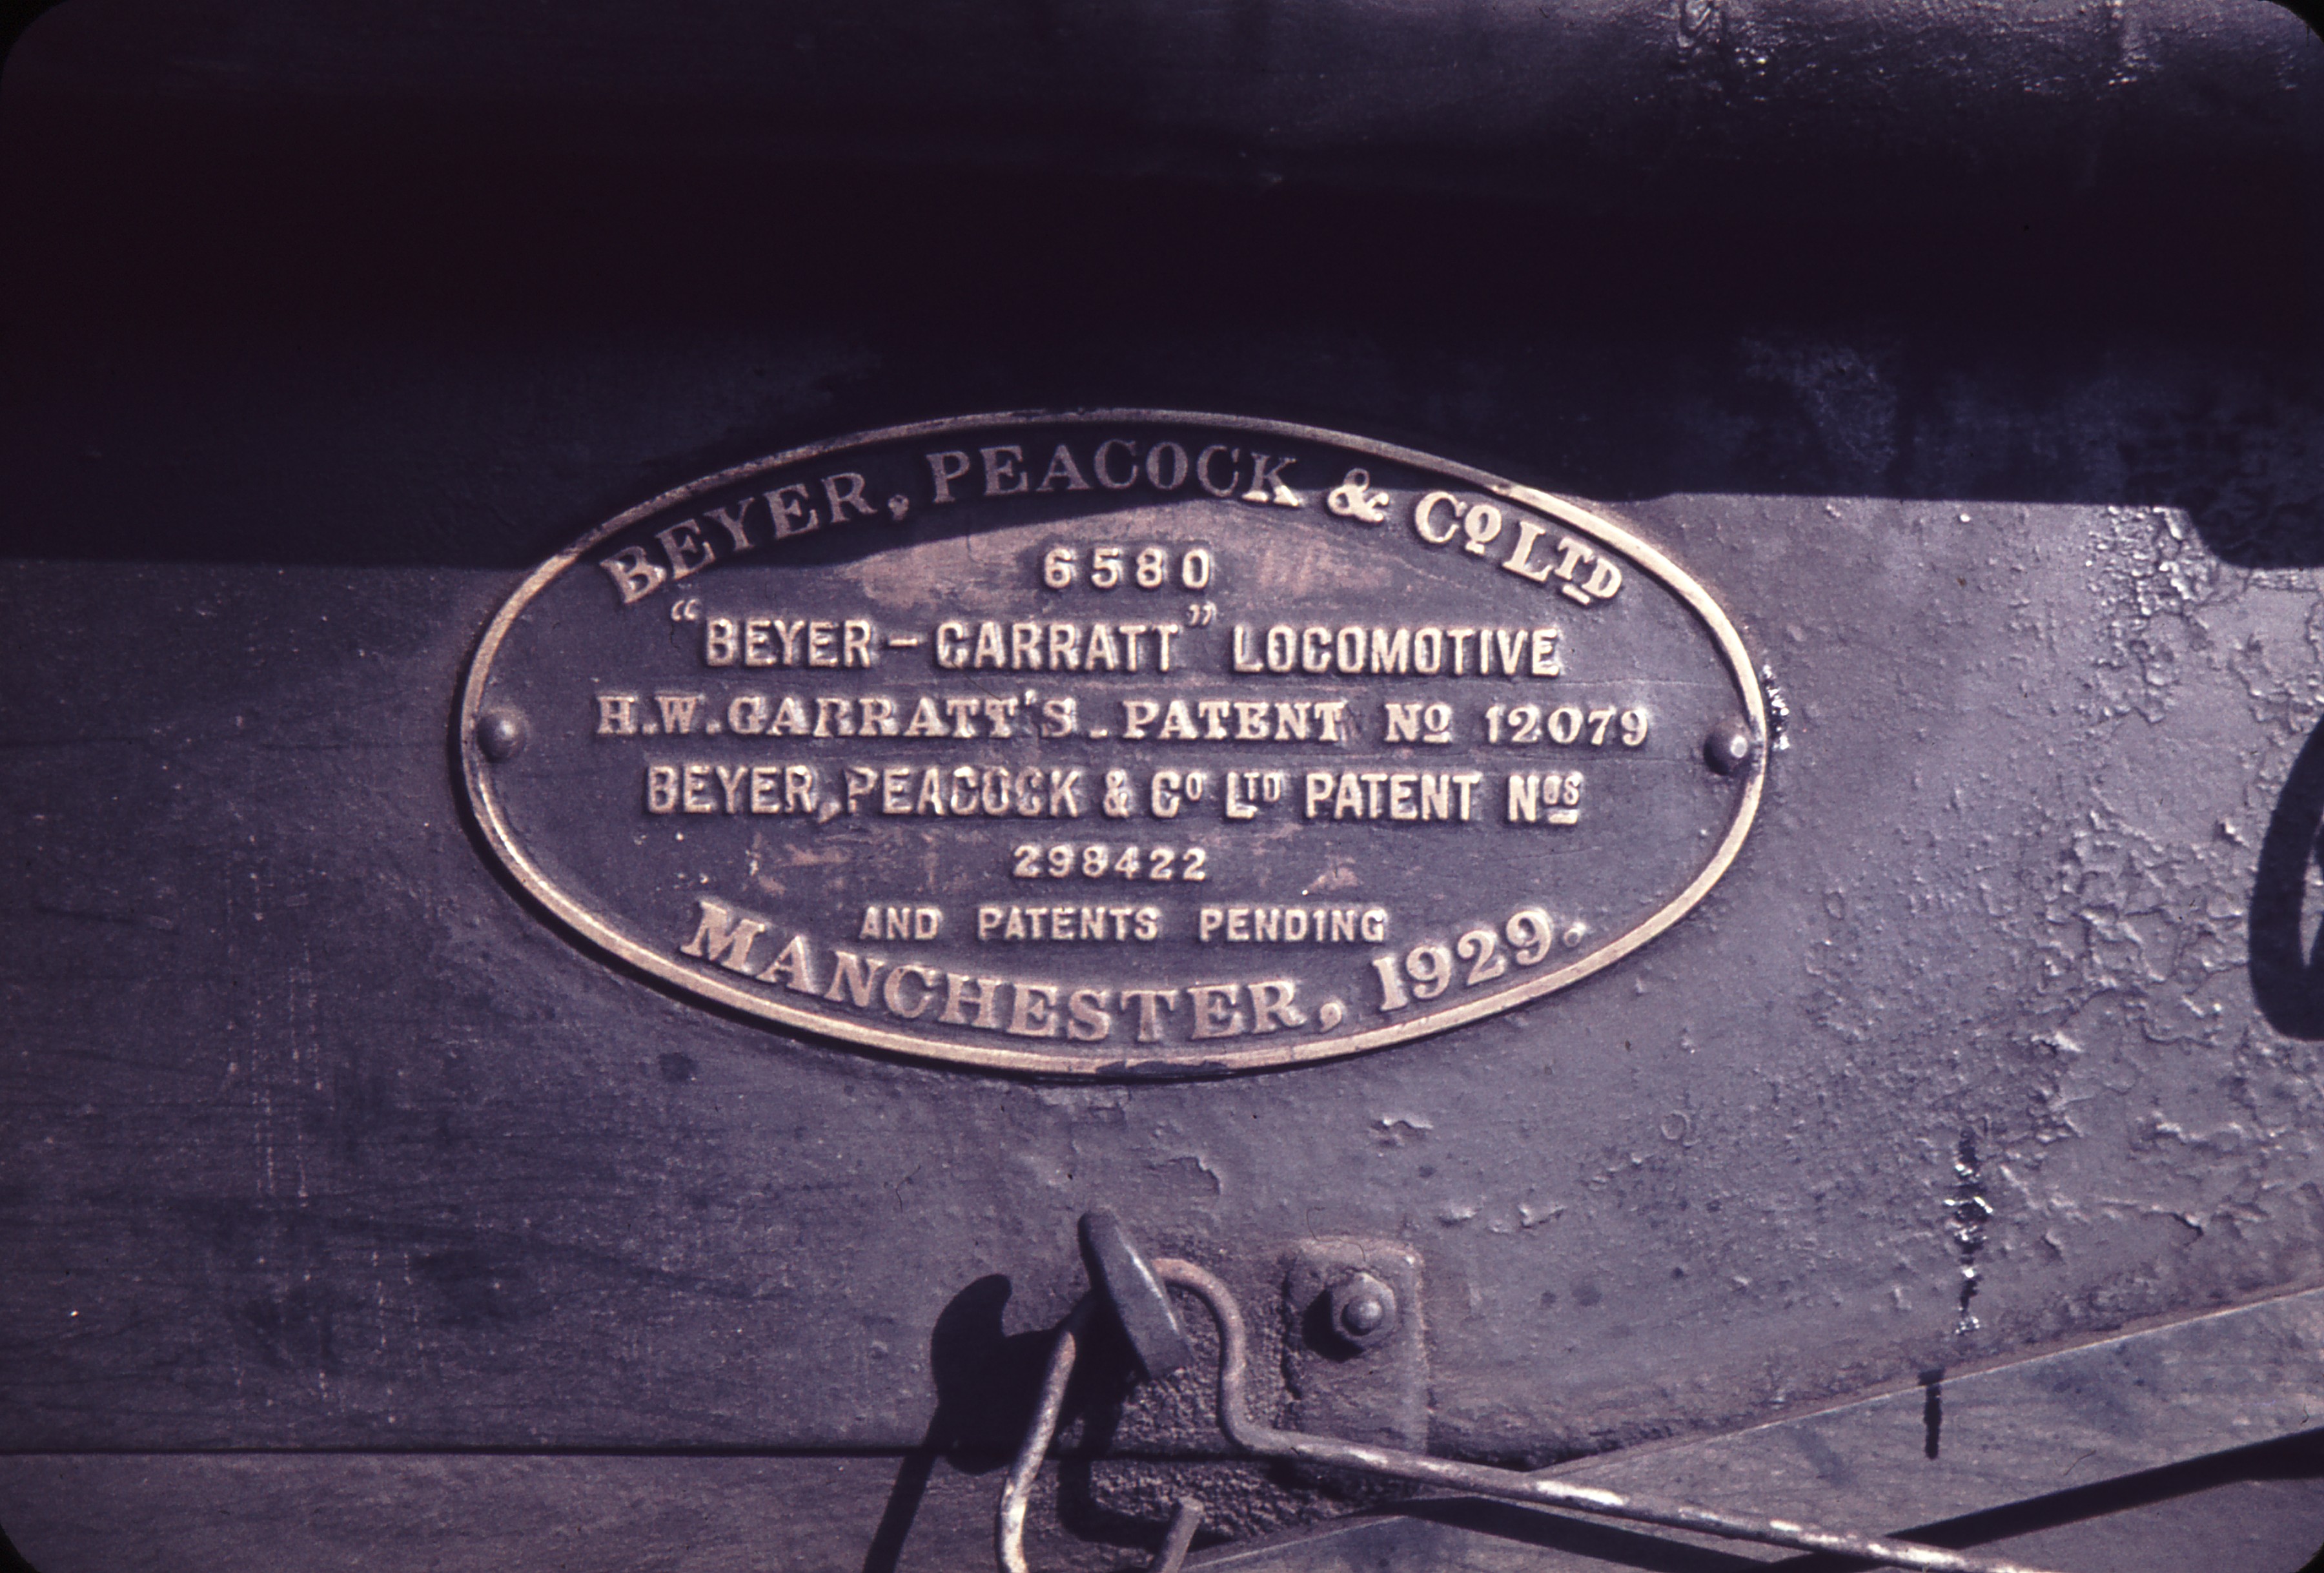 BEYER, PEACOCK & Co LTD
6580
"BEYER-GARRATT" LOCOMOTIVE
H.W. GARRATT'S. PATENT No 12079
BEYER, PEACOCK & Co LTD PATENT Nos
298422
AND PATENTS PENDING
MANCHESTER, 1929.